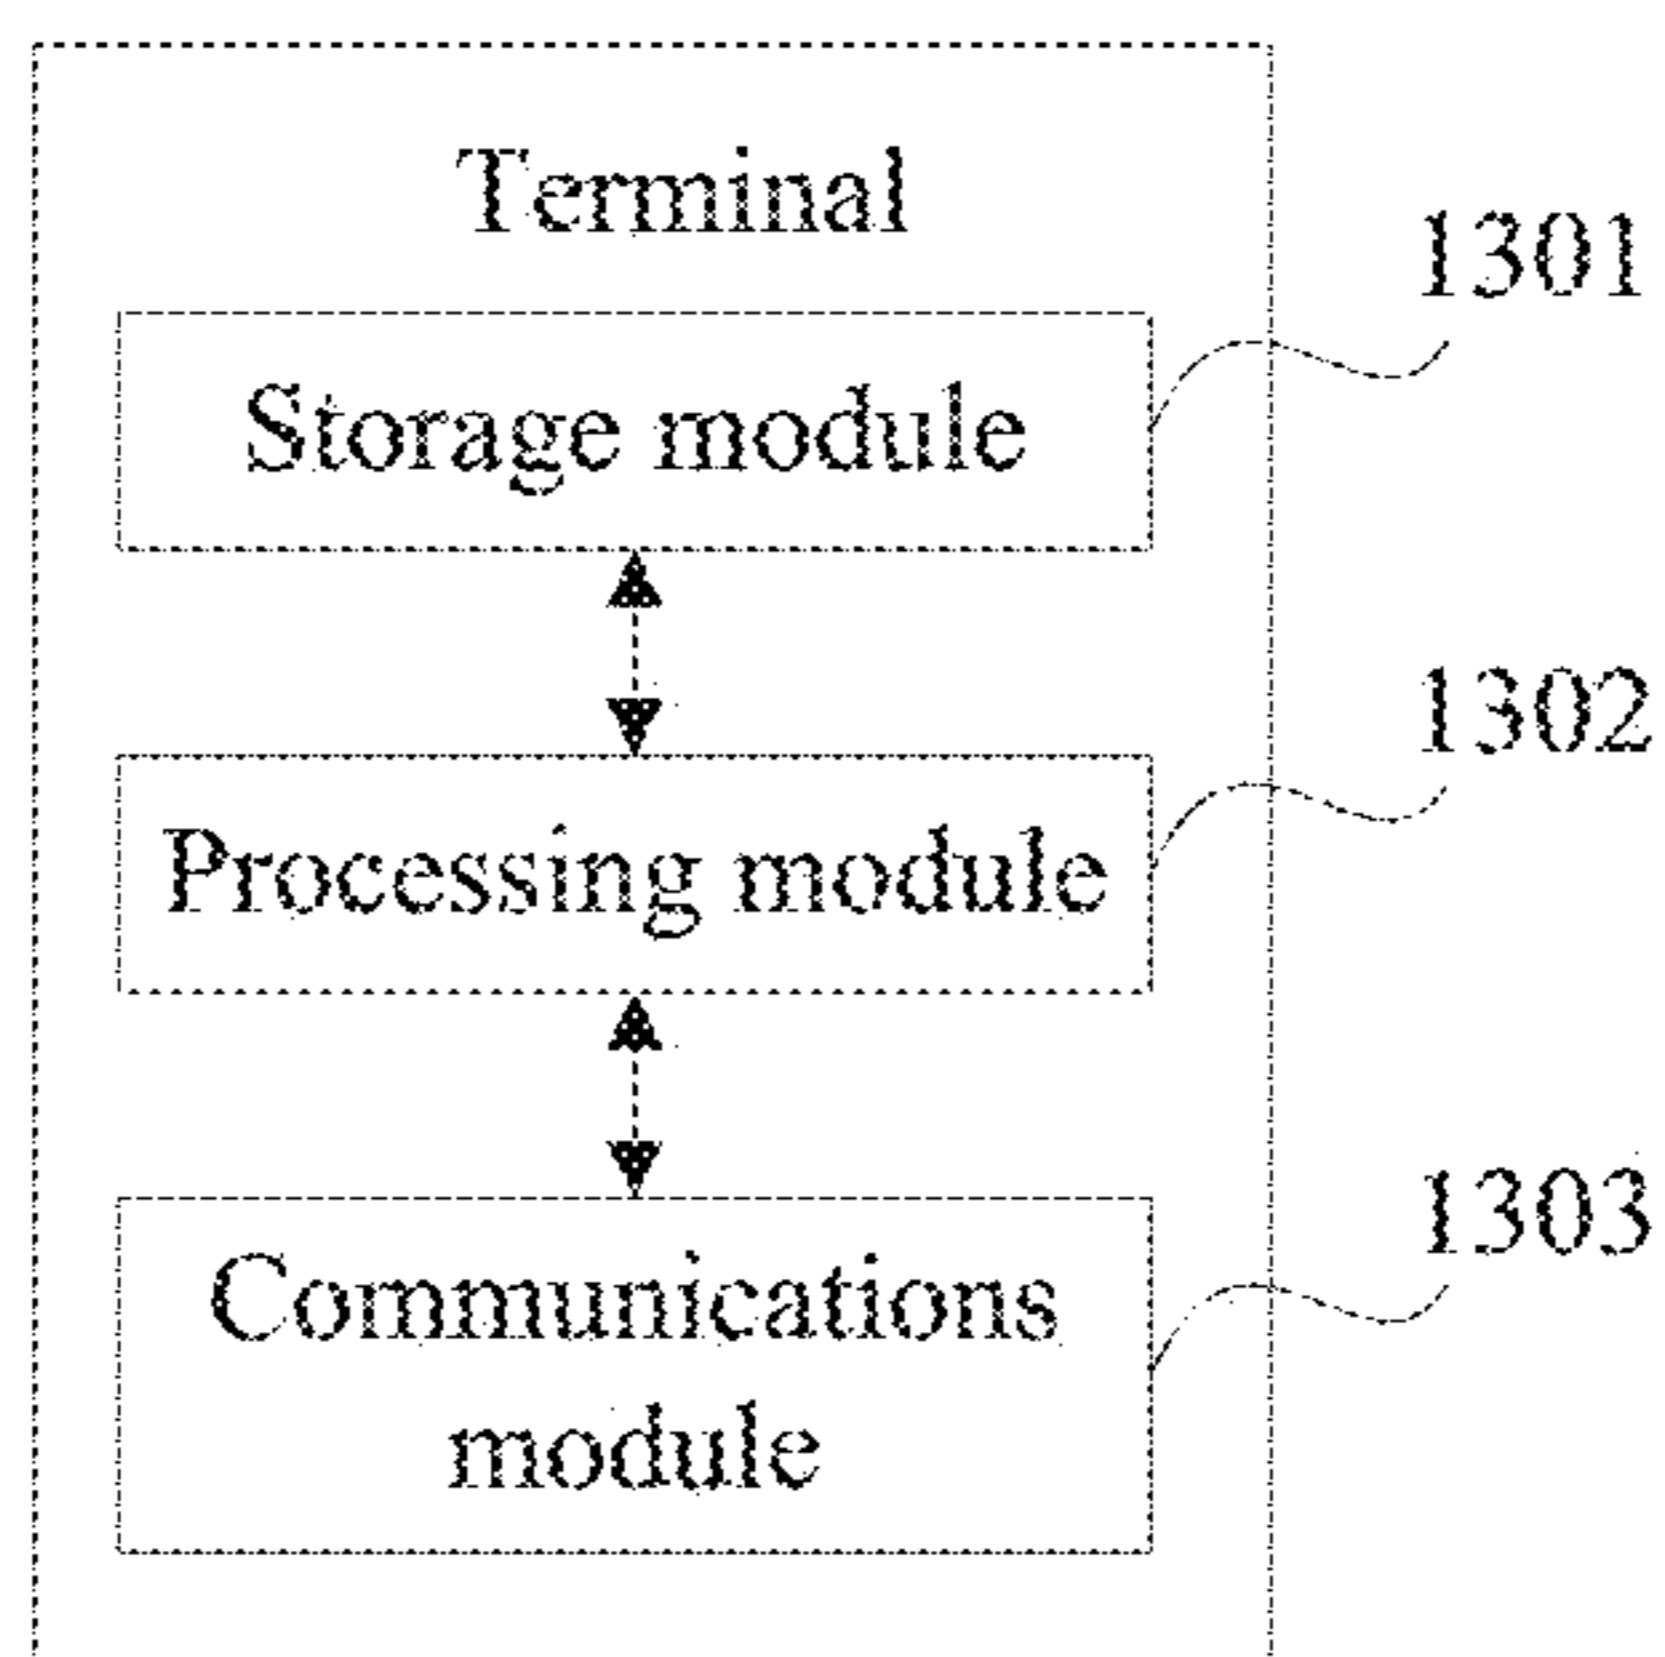 Terminal
1301
Storage module
1302
Processing module
1303
Communications
module